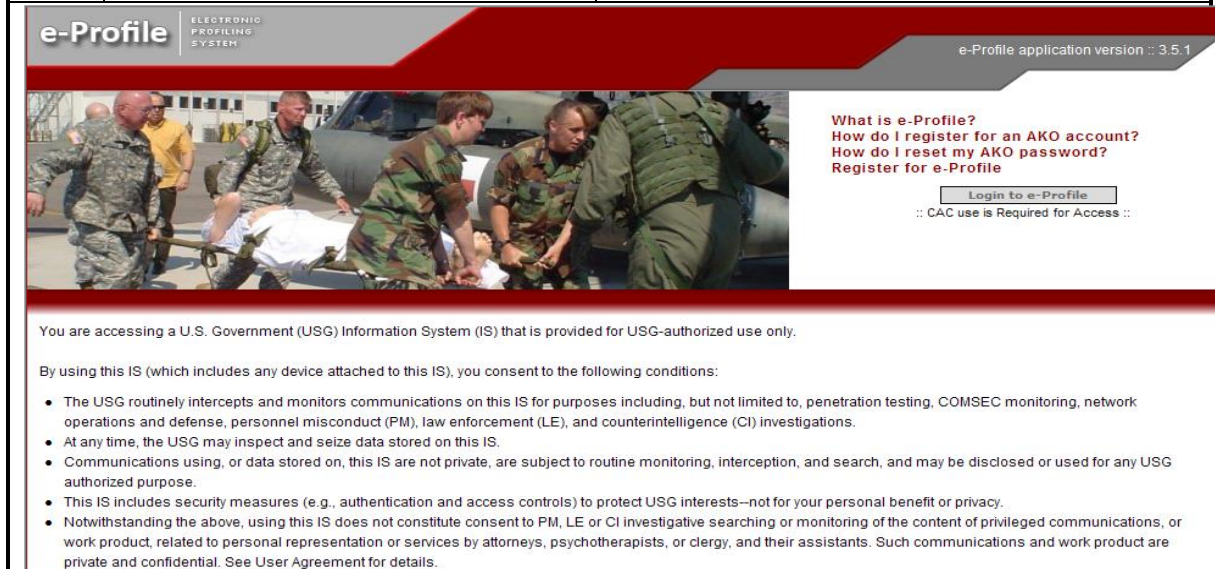 e-Profile
ELECTRONIC
PROFILING
SYSTEM
e-Profile application version :: 3.5.1
What is e-Profile?
How do I register for an AKO account?
How do I reset my AKO password?
Register for e-Profile
Login to e-Profile
:: CAC use is Required for Access ::
You are accessing a U.S. Government (USG) Information System (IS) that is provided for USG-authorized use only.
By using this IS (which includes any device attached to this IS), you consent to the following conditions:
• The USG routinely intercepts and monitors communications on this IS for purposes including, but not limited to, penetration testing, COMSEC monitoring, network
operations and defense, personnel misconduct (PM), law enforcement (LE), and counterintelligence (CI) investigations.
• At any time, the USG may inspect and seize data stored on this IS.
• Communications using, or data stored on, this IS are not private, are subject to routine monitoring, interception, and search, and may be disclosed or used for any USG
authorized purpose.
• This IS includes security measures (e.g., authentication and access controls) to protect USG interests--not for your personal benefit or privacy.
• Notwithstanding the above, using this IS does not constitute consent to PM, LE or CI investigative searching or monitoring of the content of privileged communications, or
work product, related to personal representation or services by attorneys, psychotherapists, or clergy, and their assistants. Such communications and work product are
private and confidential. See User Agreement for details.